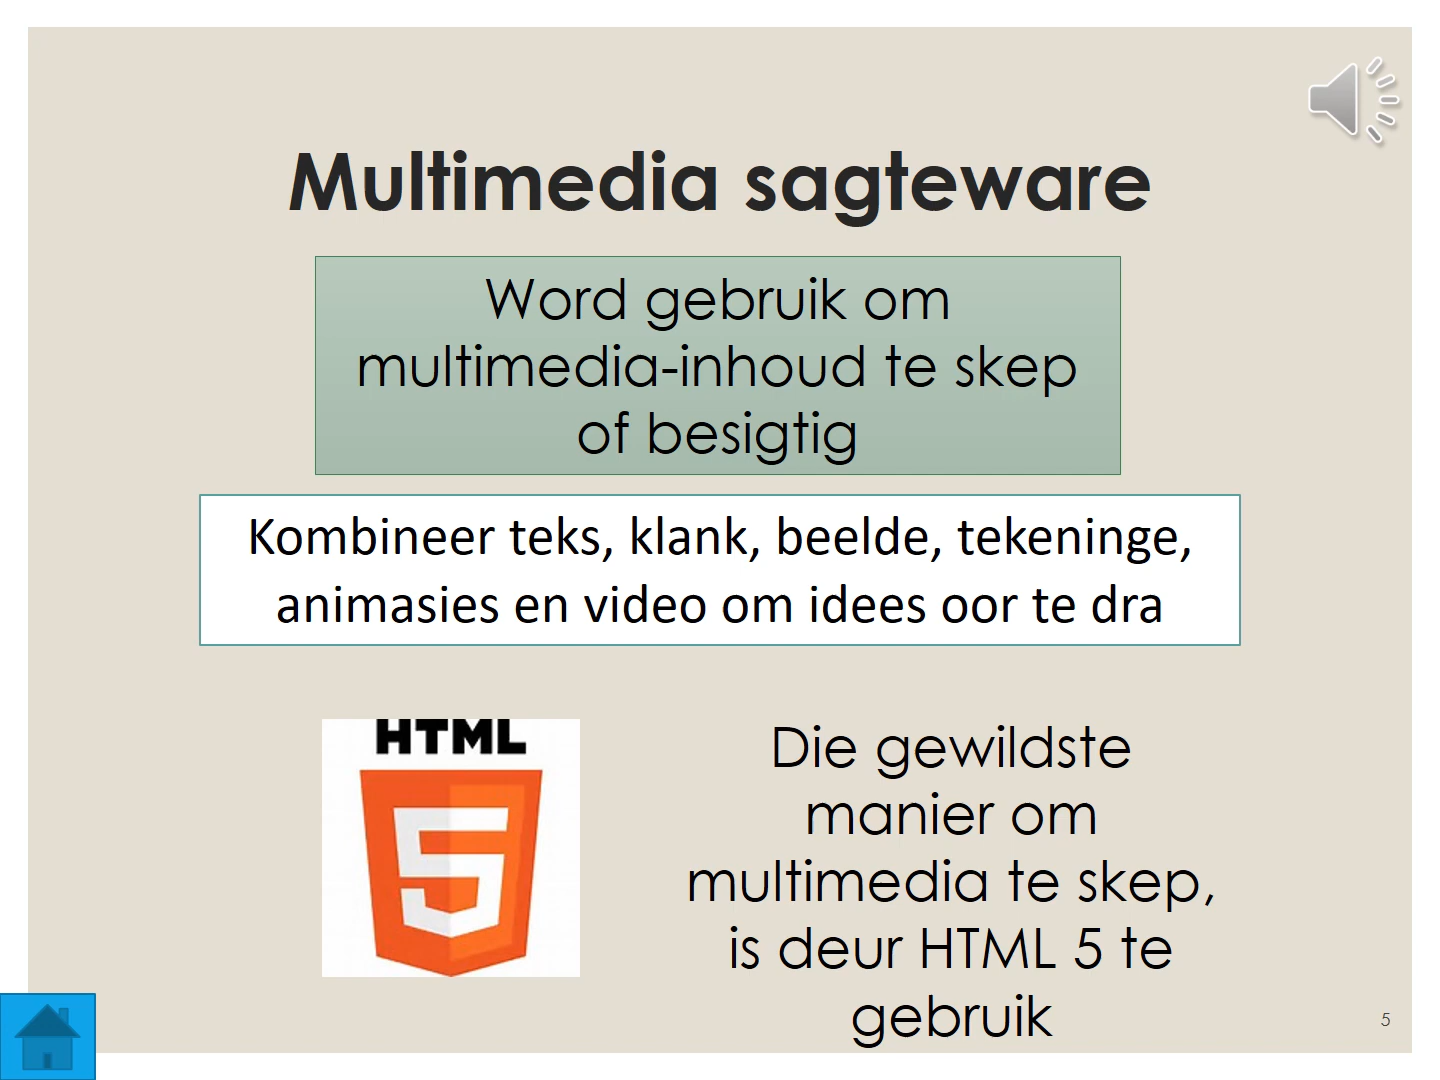 Multimedia sagteware
Word gebruik om
multimedia-inhoud te skep
of besigtig
Kombineer teks, klank, beelde, tekeninge,
animasies en video om idees oor te dra
HTML
5
Die gewildste
manier om
multimedia te skep,
is deur HTML 5 te
gebruik
5